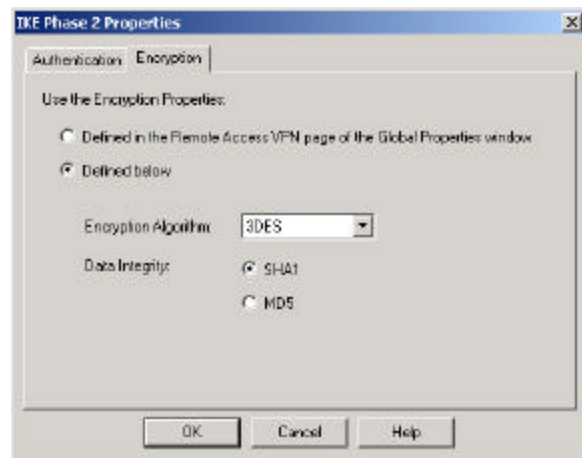 IKE Phase 2 Properties
Authentication Encryption
Use the Encryption Properties:
Defined in the Remote Access VPN page of the Global Properties window
Defined below
Encryption Algorithm: 3DES
Data Integrity: SHA1
MD5
OK Cancel Help